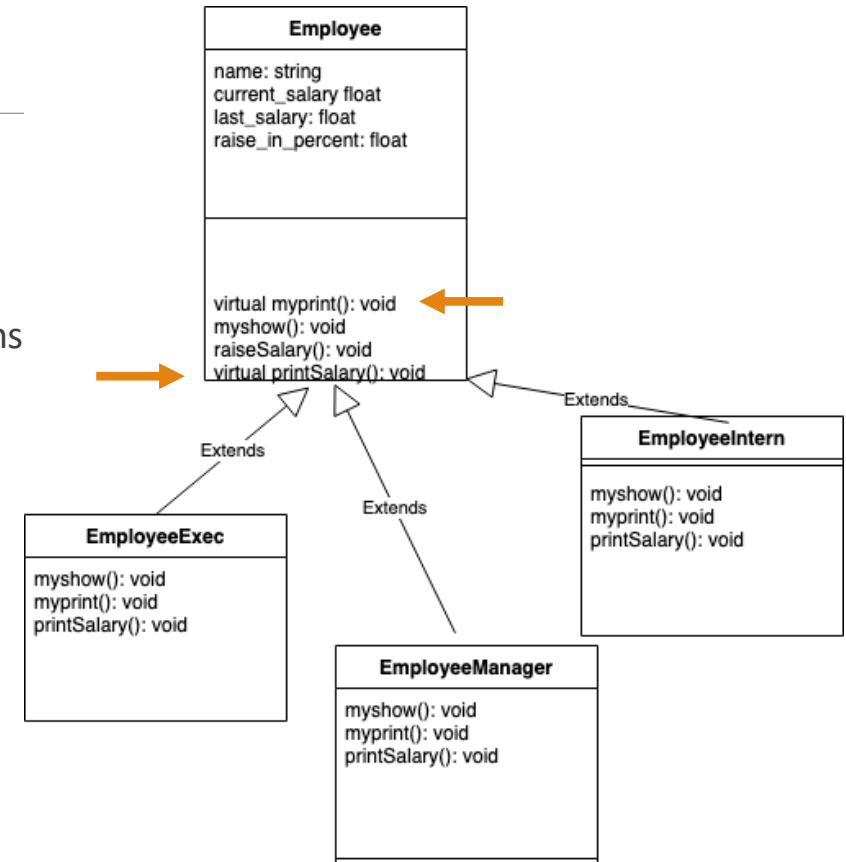 Employee
name: string
current_salary float
last_salary: float
raise_in_percent: float
virtual myprint(): void
myshow(): void
raiseSalary(): void
virtual printSalary(): void
ns
Extends
Extends
Extends
EmployeeIntern
myshow(): void
myprint(): void
printSalary(): void
EmployeeExec
myshow(): void
myprint(): void
printSalary(): void
EmployeeManager
myshow(): void
myprint(): void
printSalary(): void